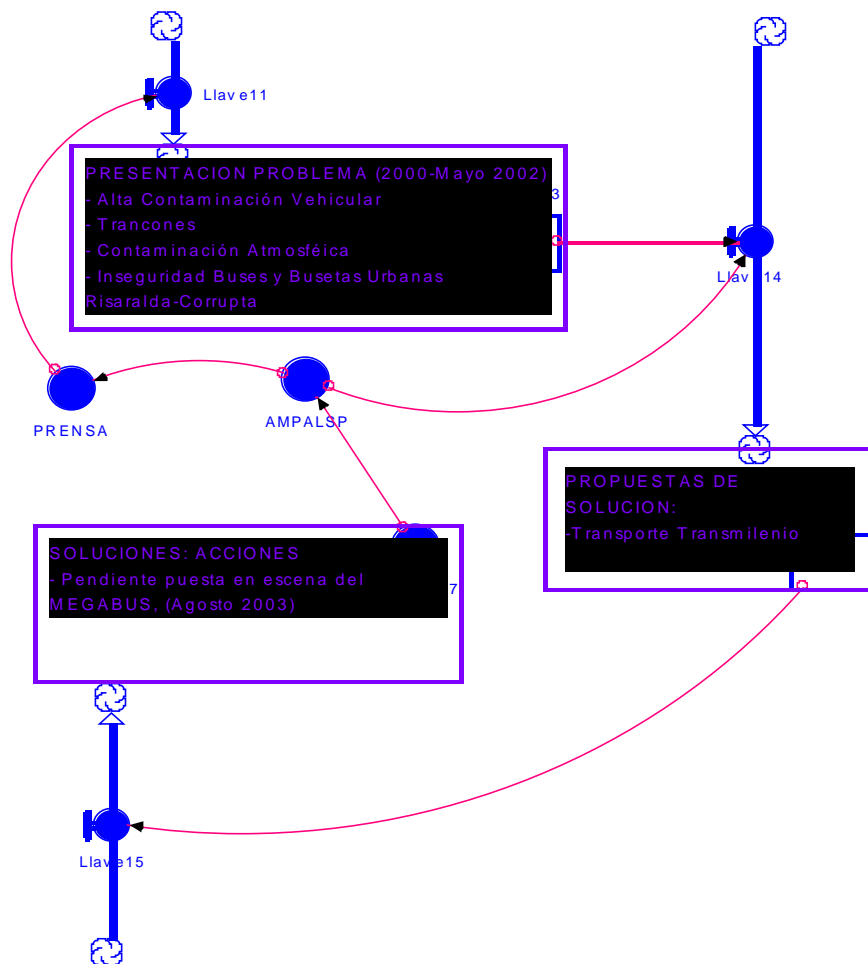 Llave11
PRESENTACION PROBLEMA (2000-Mayo 2002)
- Alta Contaminación Vehicular
3
- Trancones
- Contaminación Atmosféica
- Inseguridad Buses y Busetas Urbanas
Risaralda-Corrupta
Llave14
PRENSA
AMPALSP
PROPUESTAS DE
SOLUCION:
-Transporte Transmilenio
SOLUCIONES: ACCIONES
- Pendiente puesta en escena del
MEGABUS, (Agosto 2003)
7
Llave15